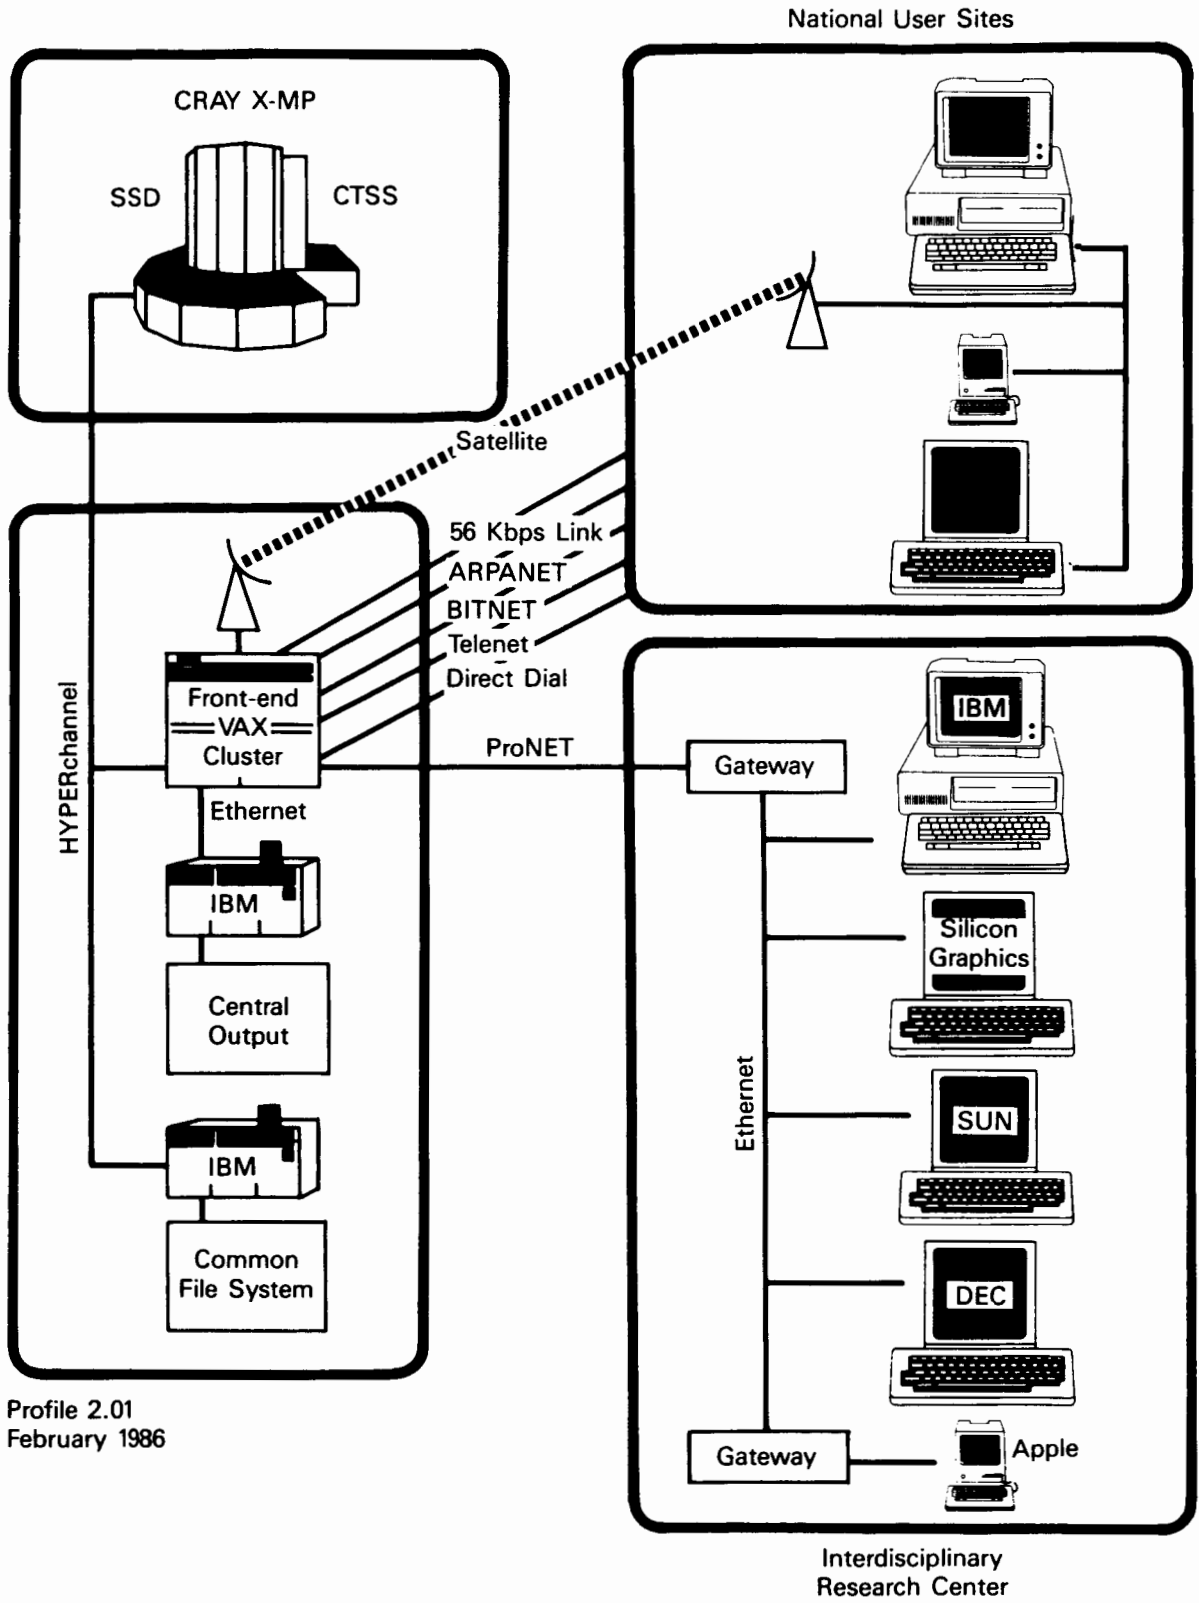 National User Sites
CRAY X-MP
SSD
CTSS
Satellite
56 Kbps Link
ARPANET
BITNET
Telenet
Direct Dial
HYPERchannel
Front-end
VAX
Cluster
ProNET
Ethernet
IBM
Central
Output
IBM
Common
File System
Gateway
IBM
Silicon
Graphics
Ethernet
SUN
DEC
Gateway
Apple
Profile 2.01
February 1986
Interdisciplinary
Research Center